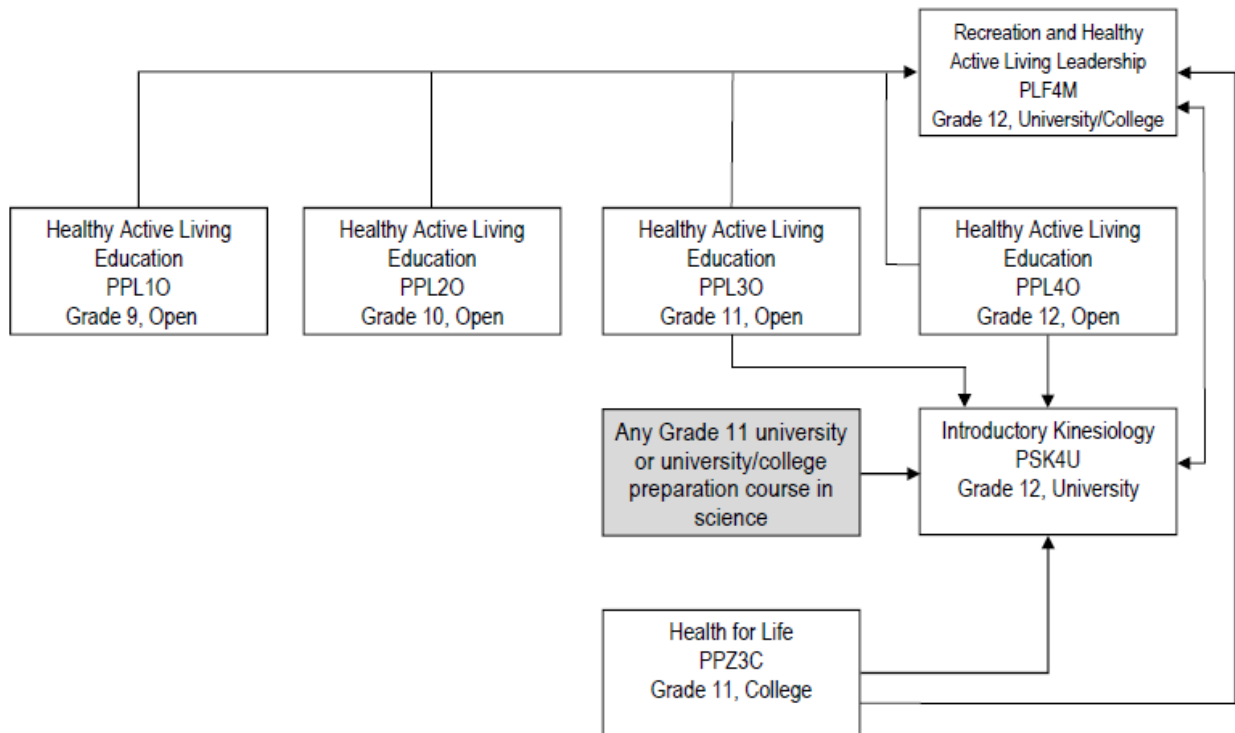 Recreation and Healthy
Active Living Leadership
PLF4M
Grade 12, University/College
Healthy Active Living
Education
PPL1O
Grade 9, Open
Healthy Active Living
Education
PPL2O
Grade 10, Open
Healthy Active Living
Education
PPL3O
Grade 11, Open
Healthy Active Living
Education
PPL4O
Grade 12, Open
Any Grade 11 university
or university/college
preparation course in
science
Introductory Kinesiology
PSK4U
Grade 12, University
Health for Life
PPZ3C
Grade 11, College